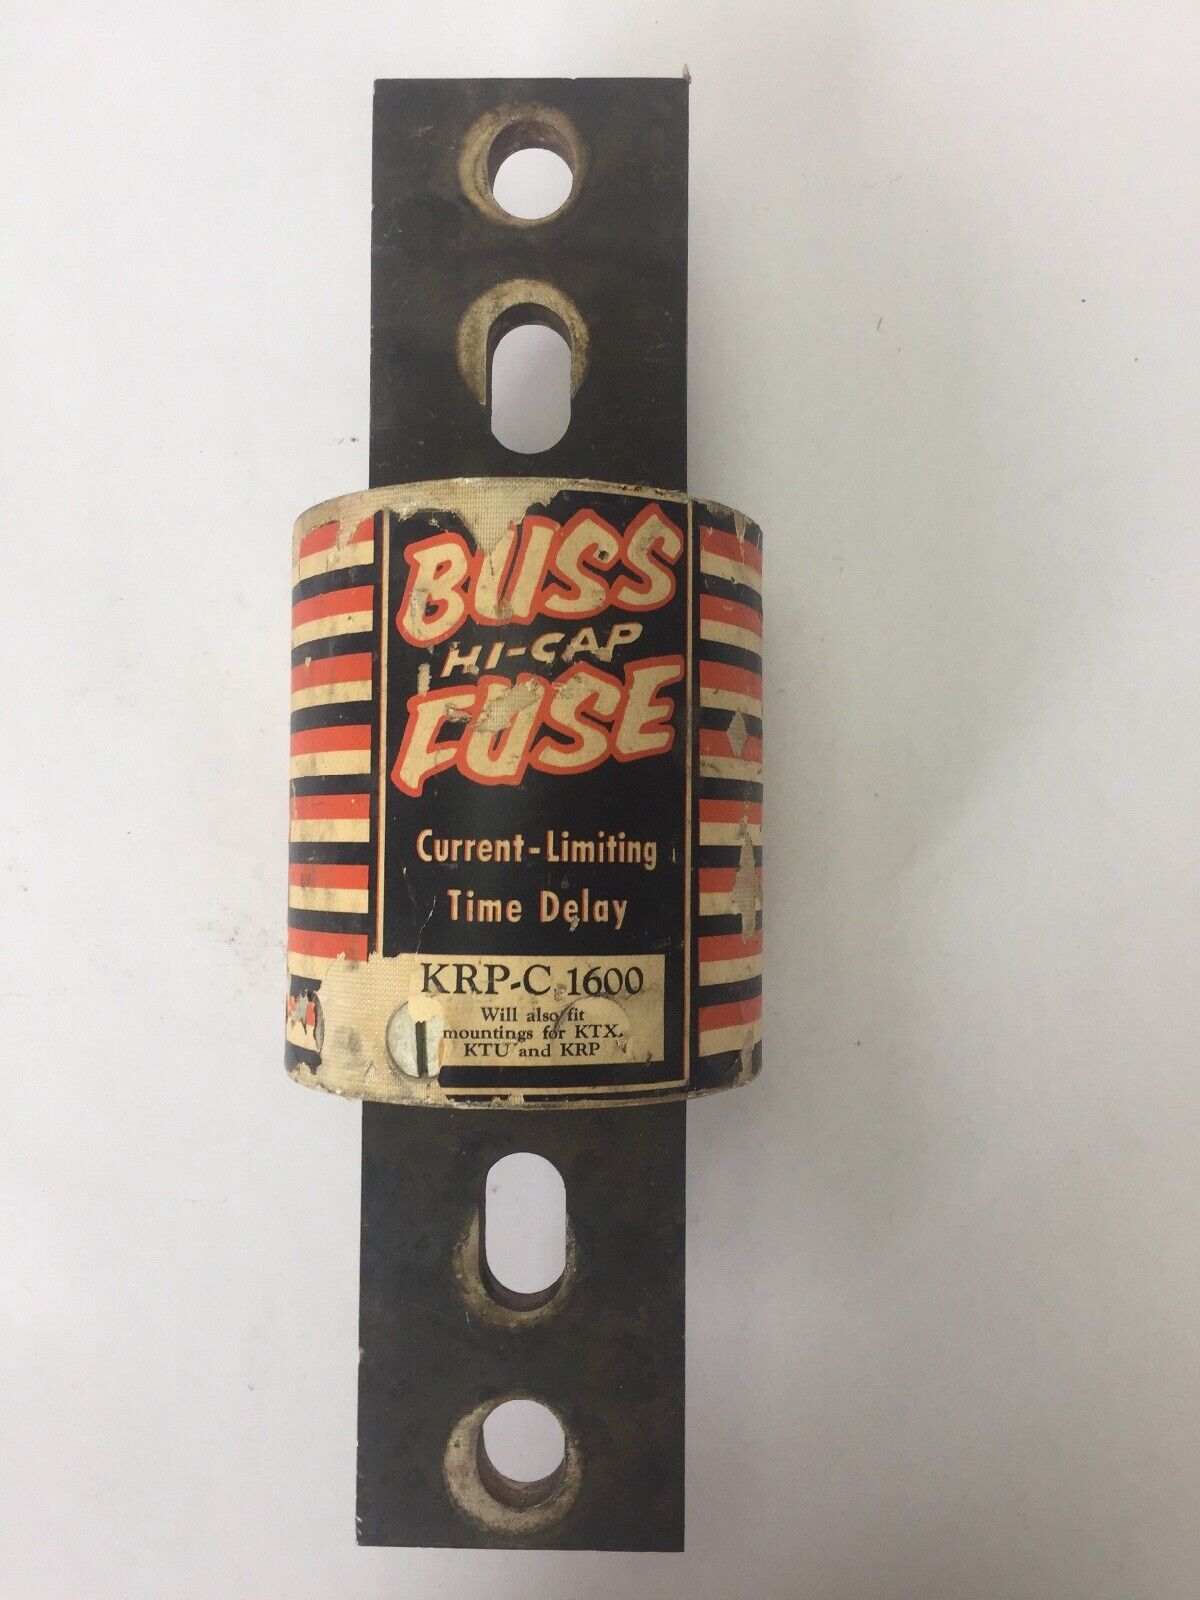 BUSS
HI-CAP
FUSE
Current-Limiting
Time Delay
KRP-C 1600
Will also fit
mountings for KTX,
KTU and KRP